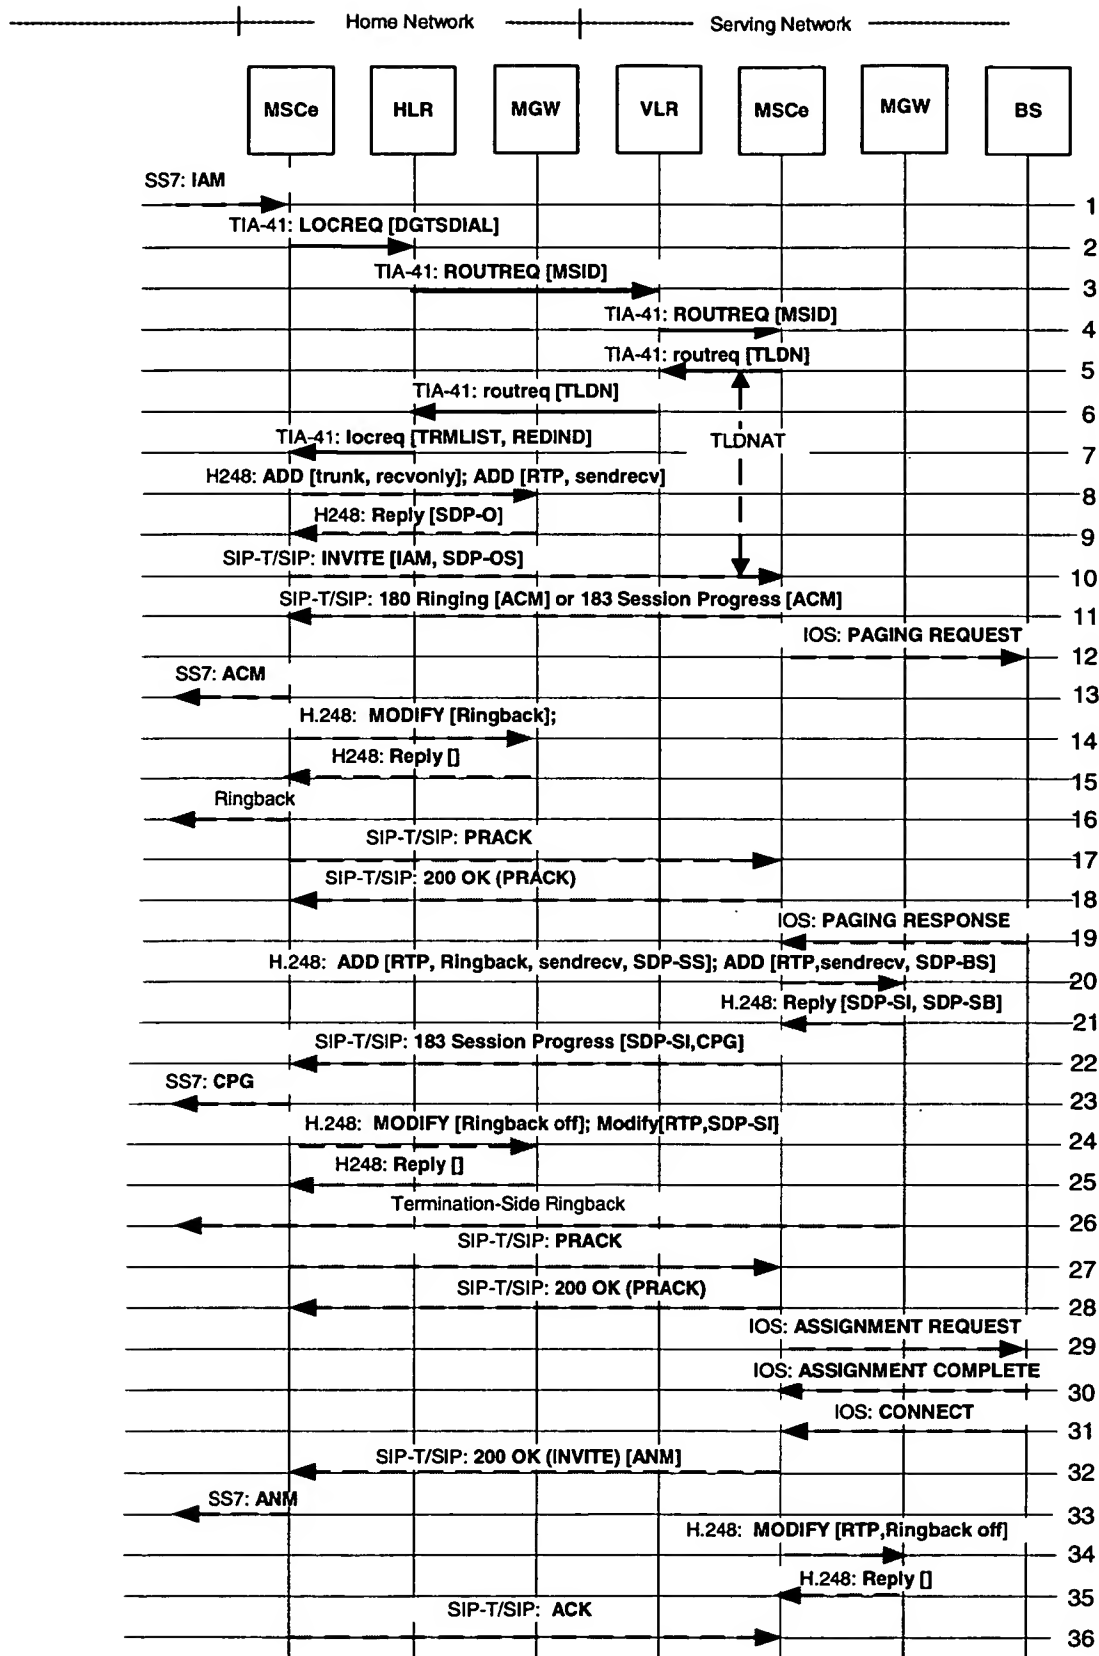 Home Network
Serving Network
MSCe HLR MGW VLR MSCe MGW BS
SS7: IAM
1
TIA-41: LOCREQ [DGTSDIAL]
2
TIA-41: ROUTREQ [MSID]
3
TIA-41: ROUTREQ [MSID]
4
TIA-41: routreq [TLDN]
5
TIA-41: routreq [TLDN]
6
TLDNAT
TIA-41: locreq [TRMLIST, REDIND]
7
H248: ADD [trunk, recvonly]; ADD [RTP, sendrecv]
8
H248: Reply [SDP-O]
9
SIP-T/SIP: INVITE [IAM, SDP-OS]
10
SIP-T/SIP: 180 Ringing [ACM] or 183 Session Progress [ACM]
11
IOS: PAGING REQUEST
12
SS7: ACM
13
H.248: MODIFY [Ringback];
14
H248: Reply []
15
Ringback
16
SIP-T/SIP: PRACK
17
SIP-T/SIP: 200 OK (PRACK)
18
IOS: PAGING RESPONSE
19
H.248: ADD [RTP, Ringback, sendrecv, SDP-SS]; ADD [RTP,sendrecv, SDP-BS]
20
H.248: Reply [SDP-SI, SDP-SB]
21
SIP-T/SIP: 183 Session Progress [SDP-SI,CPG]
22
SS7: CPG
23
H.248: MODIFY [Ringback off]; Modify[RTP,SDP-SI]
24
H248: Reply []
25
Termination-Side Ringback
26
SIP-T/SIP: PRACK
27
SIP-T/SIP: 200 OK (PRACK)
28
IOS: ASSIGNMENT REQUEST
29
IOS: ASSIGNMENT COMPLETE
30
IOS: CONNECT
31
SIP-T/SIP: 200 OK (INVITE) [ANM]
32
SS7: ANM
33
H.248: MODIFY [RTP,Ringback off]
34
H.248: Reply []
35
SIP-T/SIP: ACK
36